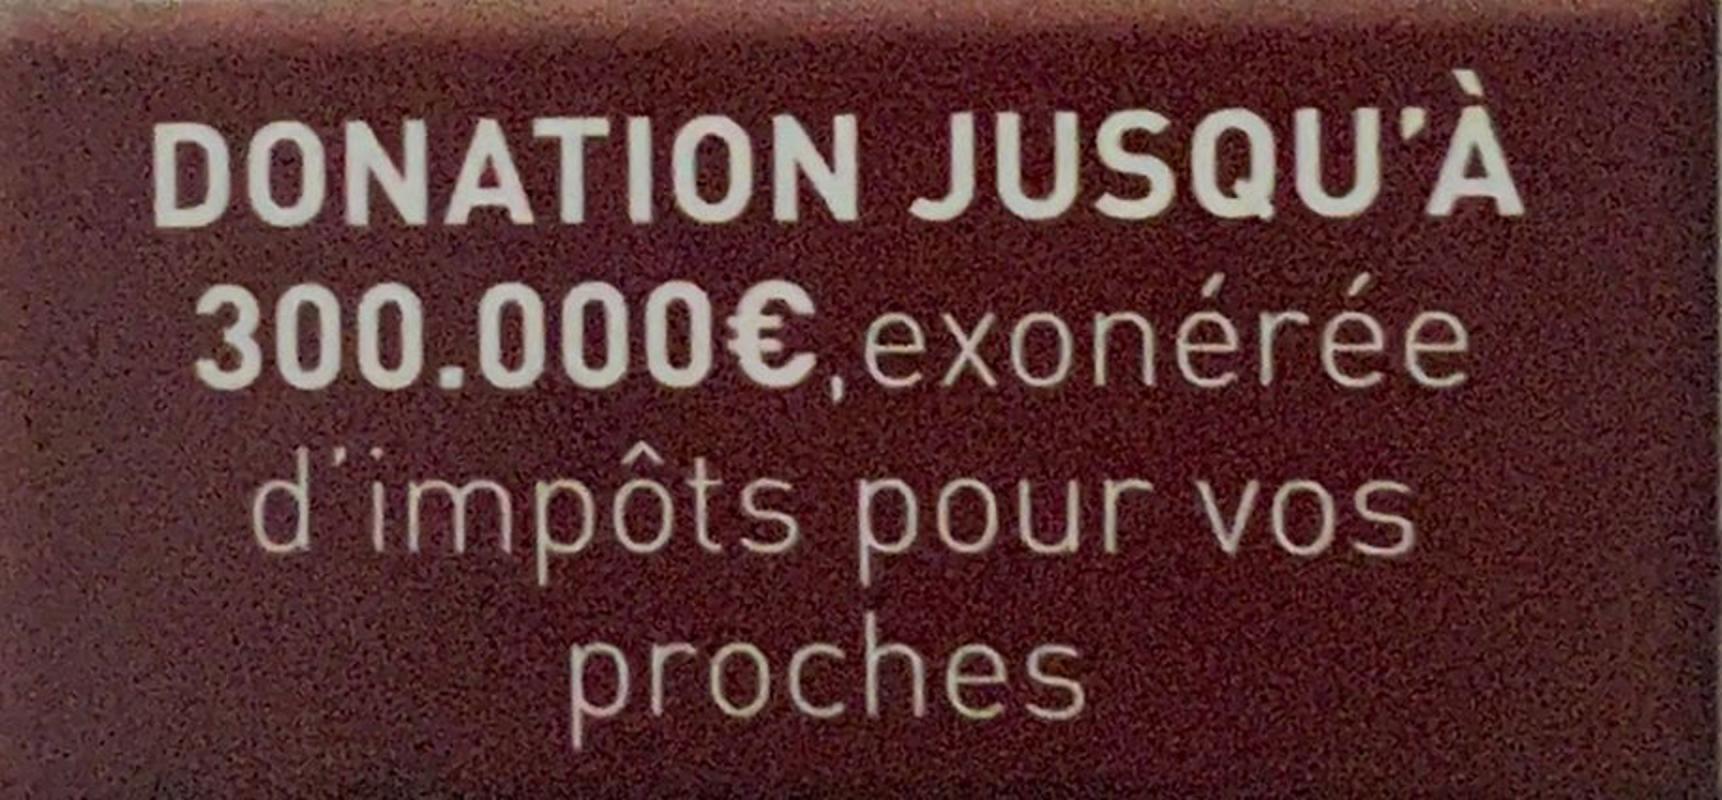 DONATION JUSQU'À
300.000€,exonérée
d'impôts pour vos
proches